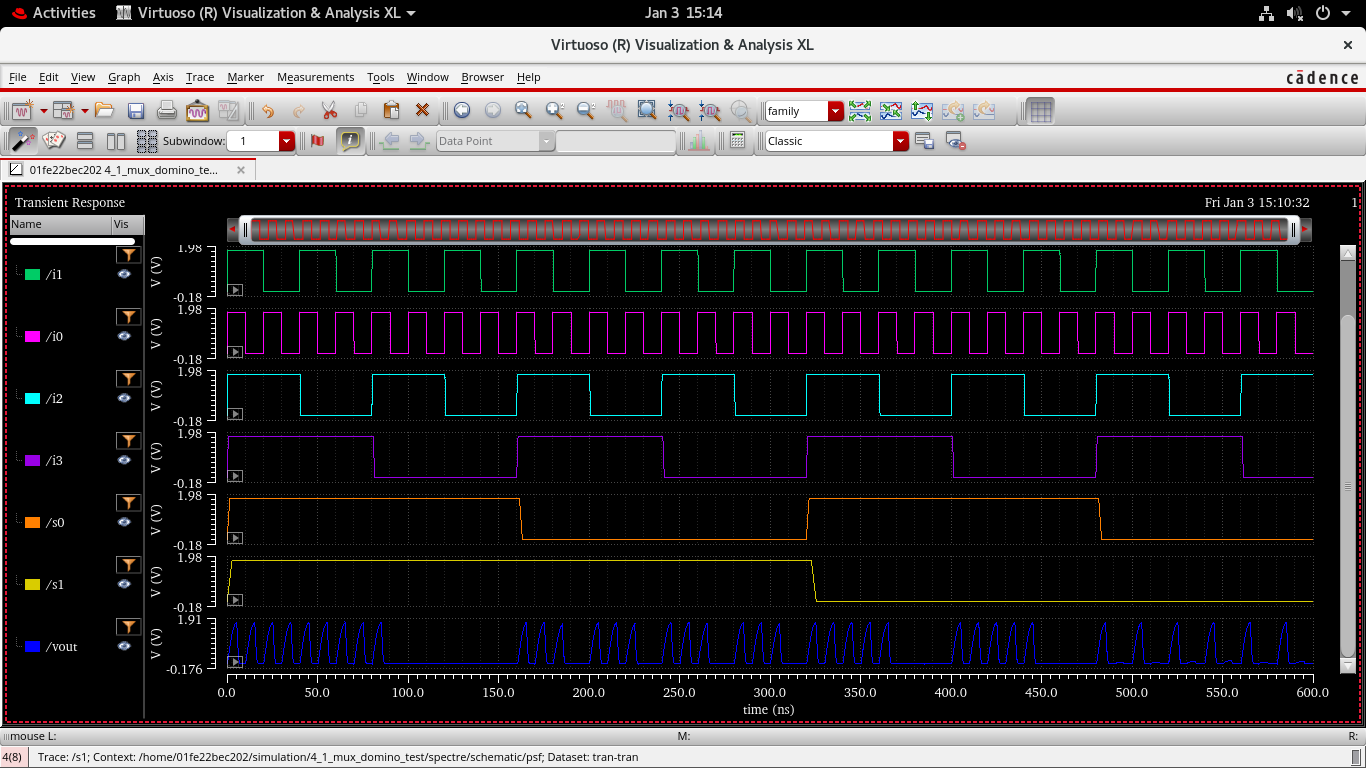 Activities Virtuoso (R) Visualization & Analysis XL Jan 3 15:14
Virtuoso (R) Visualization & Analysis XL ×
File Edit View Graph Axis Trace Marker Measurements Tools Options Window Browser Help cādence
family
Subwindow: 1 Data Point Classic
01fe22bec202 4_1_mux_domino_te...
Transient Response Fri Jan 3 15:10:32 1
Name Vis
1.98
/i1 V (V)
-0.18
1.98
/i0 V (V)
-0.18
1.98
/i2 V (V)
-0.18
1.98
/i3 V (V)
-0.18
1.98
/s0 V (V)
-0.18
1.98
/s1 V (V)
-0.18
1.91
/vout V (V)
-0.176
0.0 50.0 100.0 150.0 200.0 250.0 300.0 350.0 400.0 450.0 500.0 550.0 600.0
time (ns)
mouse L: M: R:
4(8) Trace: /s1; Context: /home/01fe22bec202/simulation/4_1_mux_domino_test/spectre/schematic/psf; Dataset: tran-tran